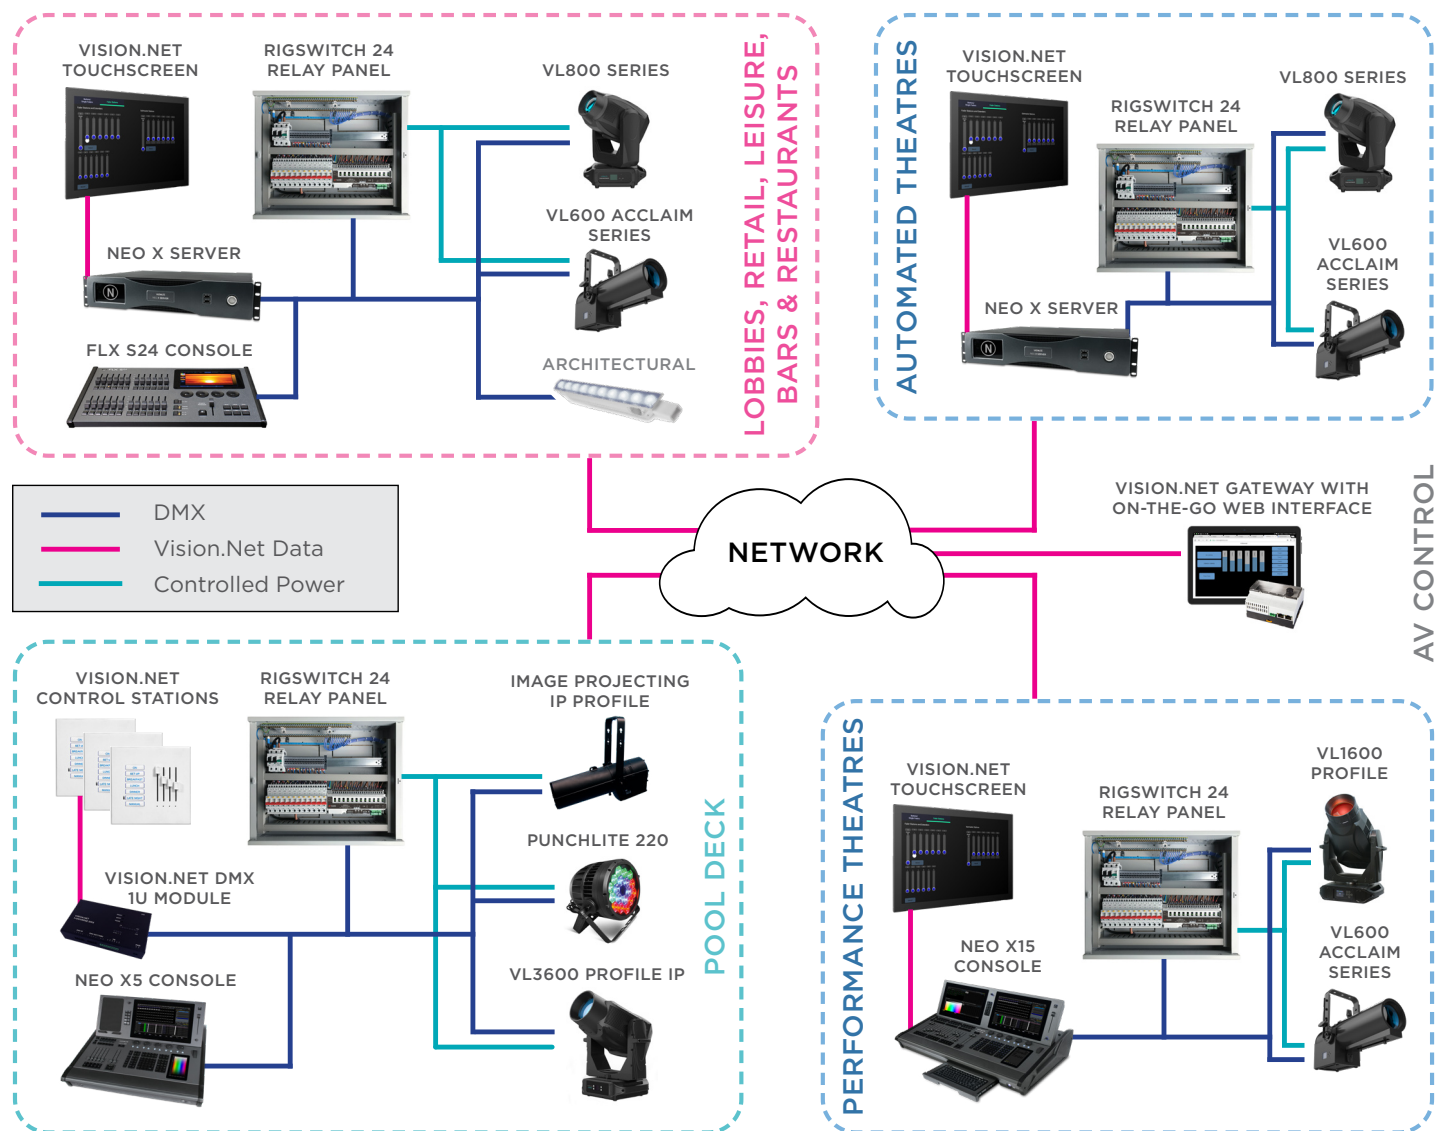 VISION.NET
TOUCHSCREEN
RIGSWITCH 24
RELAY PANEL
VL800 SERIES
VL600 ACCLAIM
SERIES
NEO X SERVER
N
FLX S24 CONSOLE
ARCHITECTURAL
LOBBIES, RETAIL, LEISURE,
BARS & RESTAURANTS
AUTOMATED THEATRES
VISION.NET
TOUCHSCREEN
RIGSWITCH 24
RELAY PANEL
VL800 SERIES
VL600
ACCLAIM
SERIES
NEO X SERVER
N
DMX
Vision.Net Data
Controlled Power
NETWORK
VISION.NET GATEWAY WITH
ON-THE-GO WEB INTERFACE
AV CONTROL
VISION.NET
CONTROL STATIONS
RIGSWITCH 24
RELAY PANEL
IMAGE PROJECTING
IP PROFILE
PUNCHLITE 220
VISION.NET DMX
1U MODULE
NEO X5 CONSOLE
VL3600 PROFILE IP
POOL DECK
PERFORMANCE THEATRES
VISION.NET
TOUCHSCREEN
RIGSWITCH 24
RELAY PANEL
VL1600
PROFILE
NEO X15
CONSOLE
VL600
ACCLAIM
SERIES